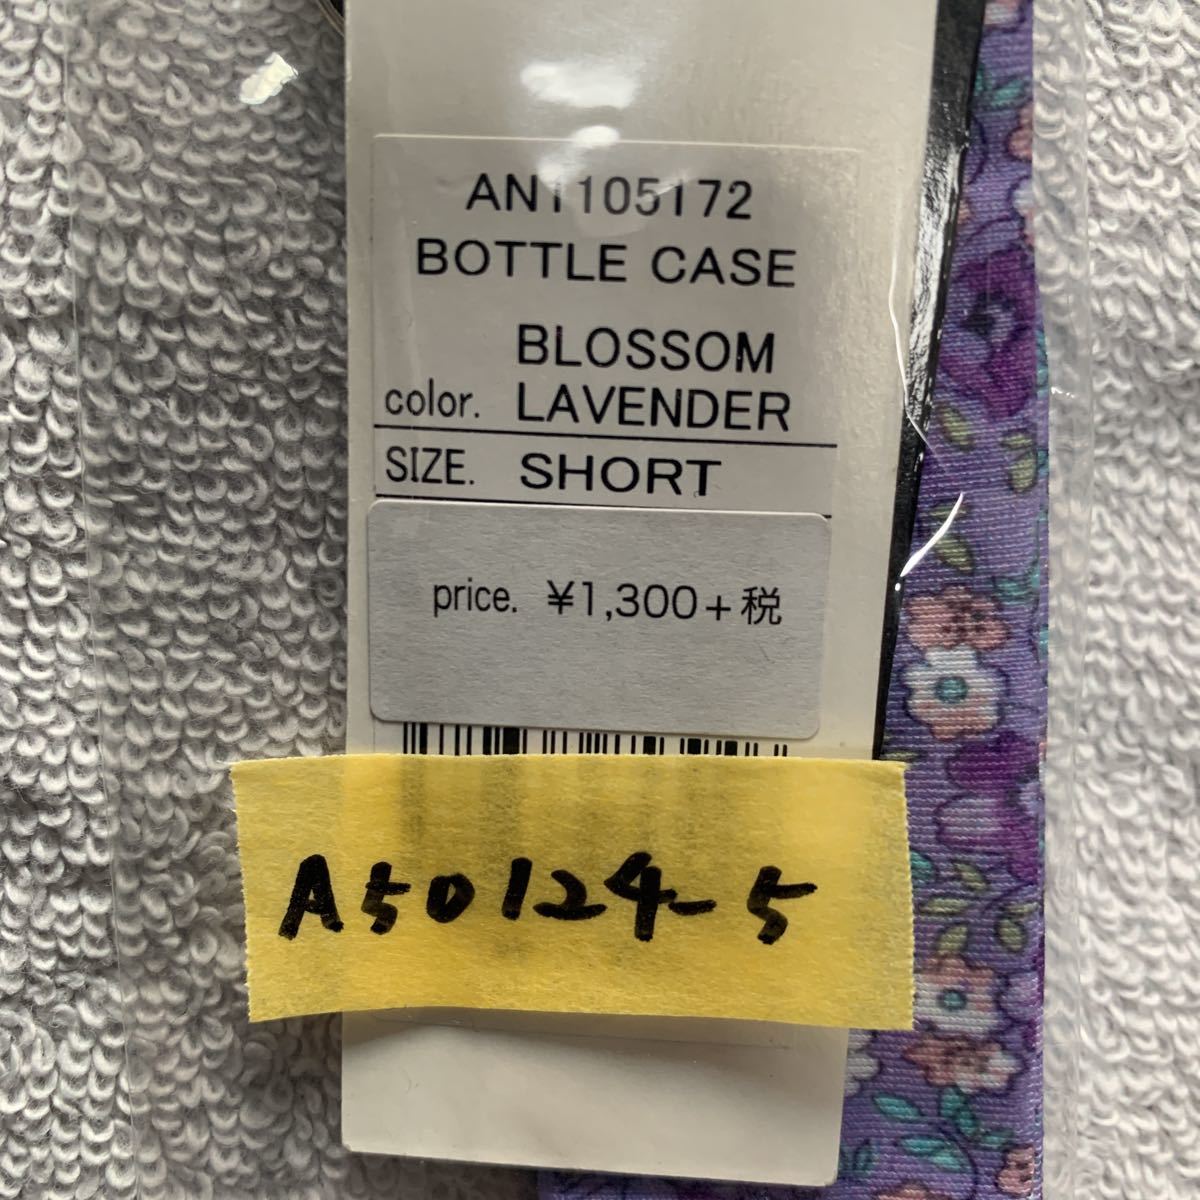 AN1105172
BOTTLE CASE
BLOSSOM
color. LAVENDER
SIZE. SHORT
price. ¥1,300+税
A50124-5